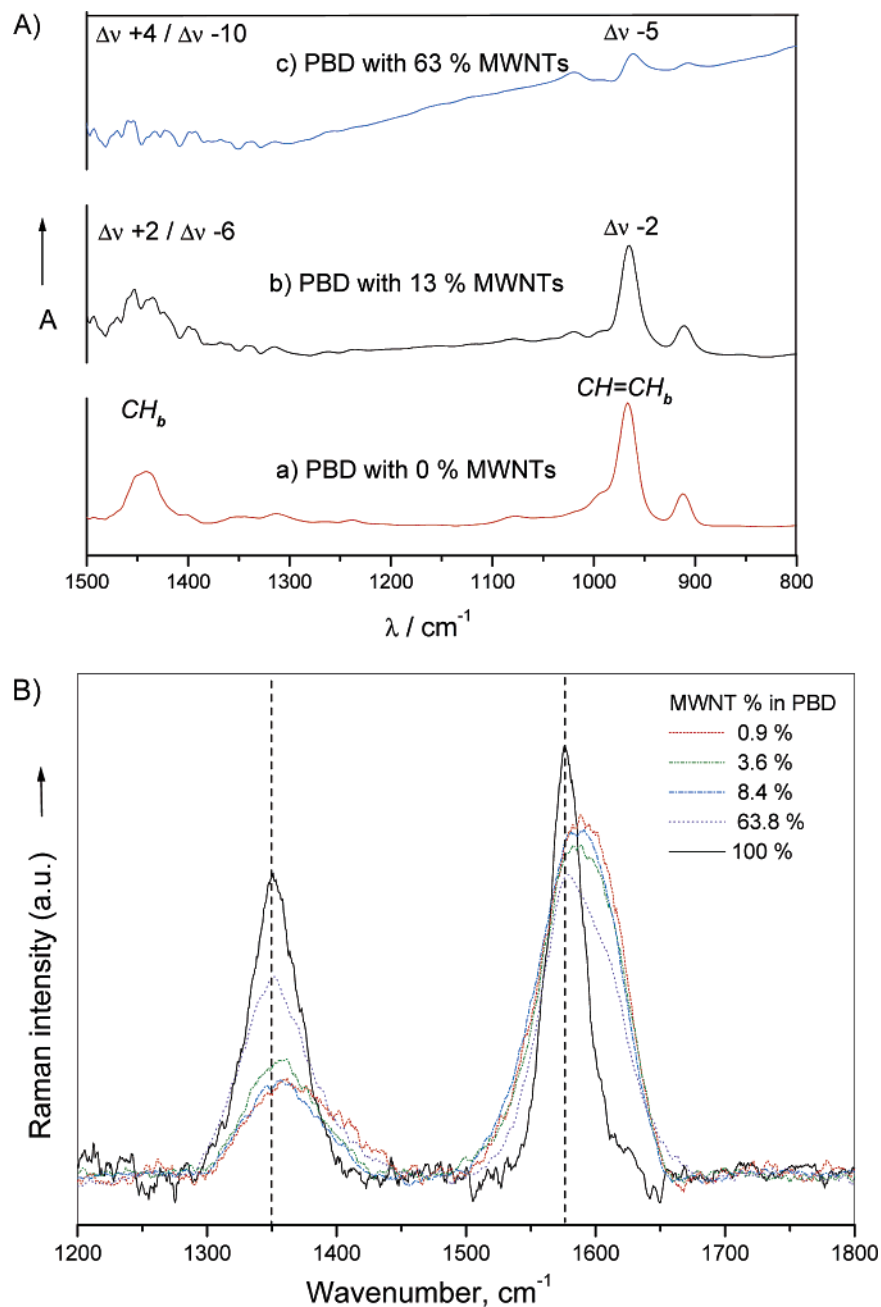 A)
Δν +4 / Δν -10
Δν -5
c) PBD with 63 % MWNTs
Δν +2 / Δν -6
Δν -2
b) PBD with 13 % MWNTs
A
CH=CHb
CHb
a) PBD with 0 % MWNTs
1500 1400 1300 1200 1100 1000 900 800
λ / cm-1
B)
MWNT % in PBD
0.9 %
3.6 %
8.4 %
63.8 %
100 %
Raman intensity (a.u.)
1200 1300 1400 1500 1600 1700 1800
Wavenumber, cm-1